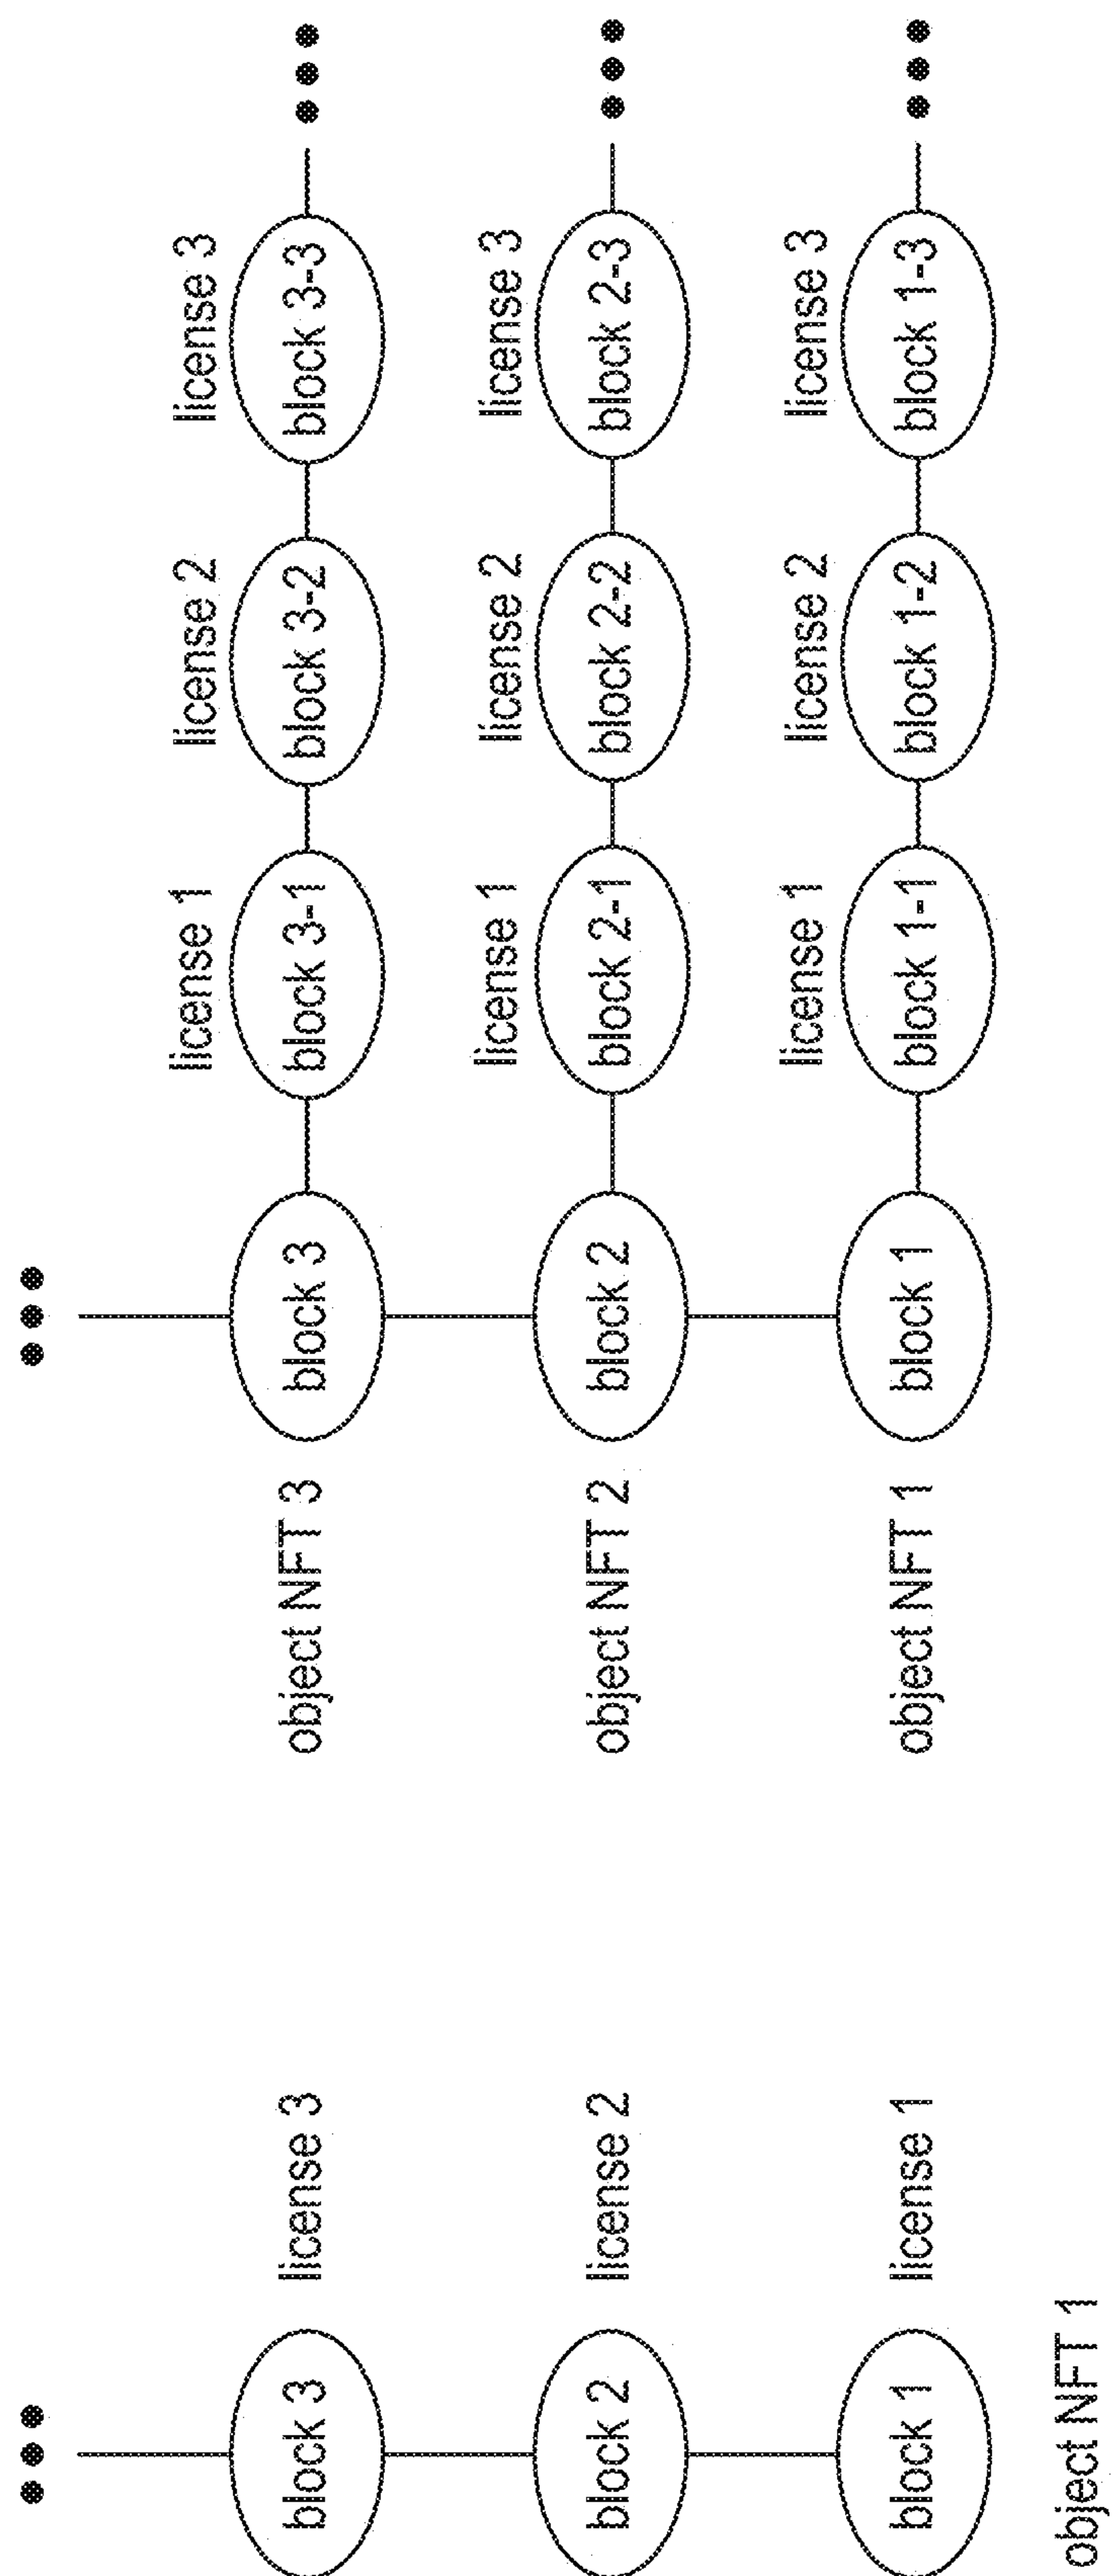 license 1 license 2 license 3
block 3 license 3 object NFT 3 block 3 block 3-1 block 3-2 block 3-3
license 1 license 2 license 3
block 2 license 2 object NFT 2 block 2 block 2-1 block 2-2 block 2-3
license 1 license 2 license 3
block 1 license 1 object NFT 1 block 1 block 1-1 block 1-2 block 1-3
object NFT 1